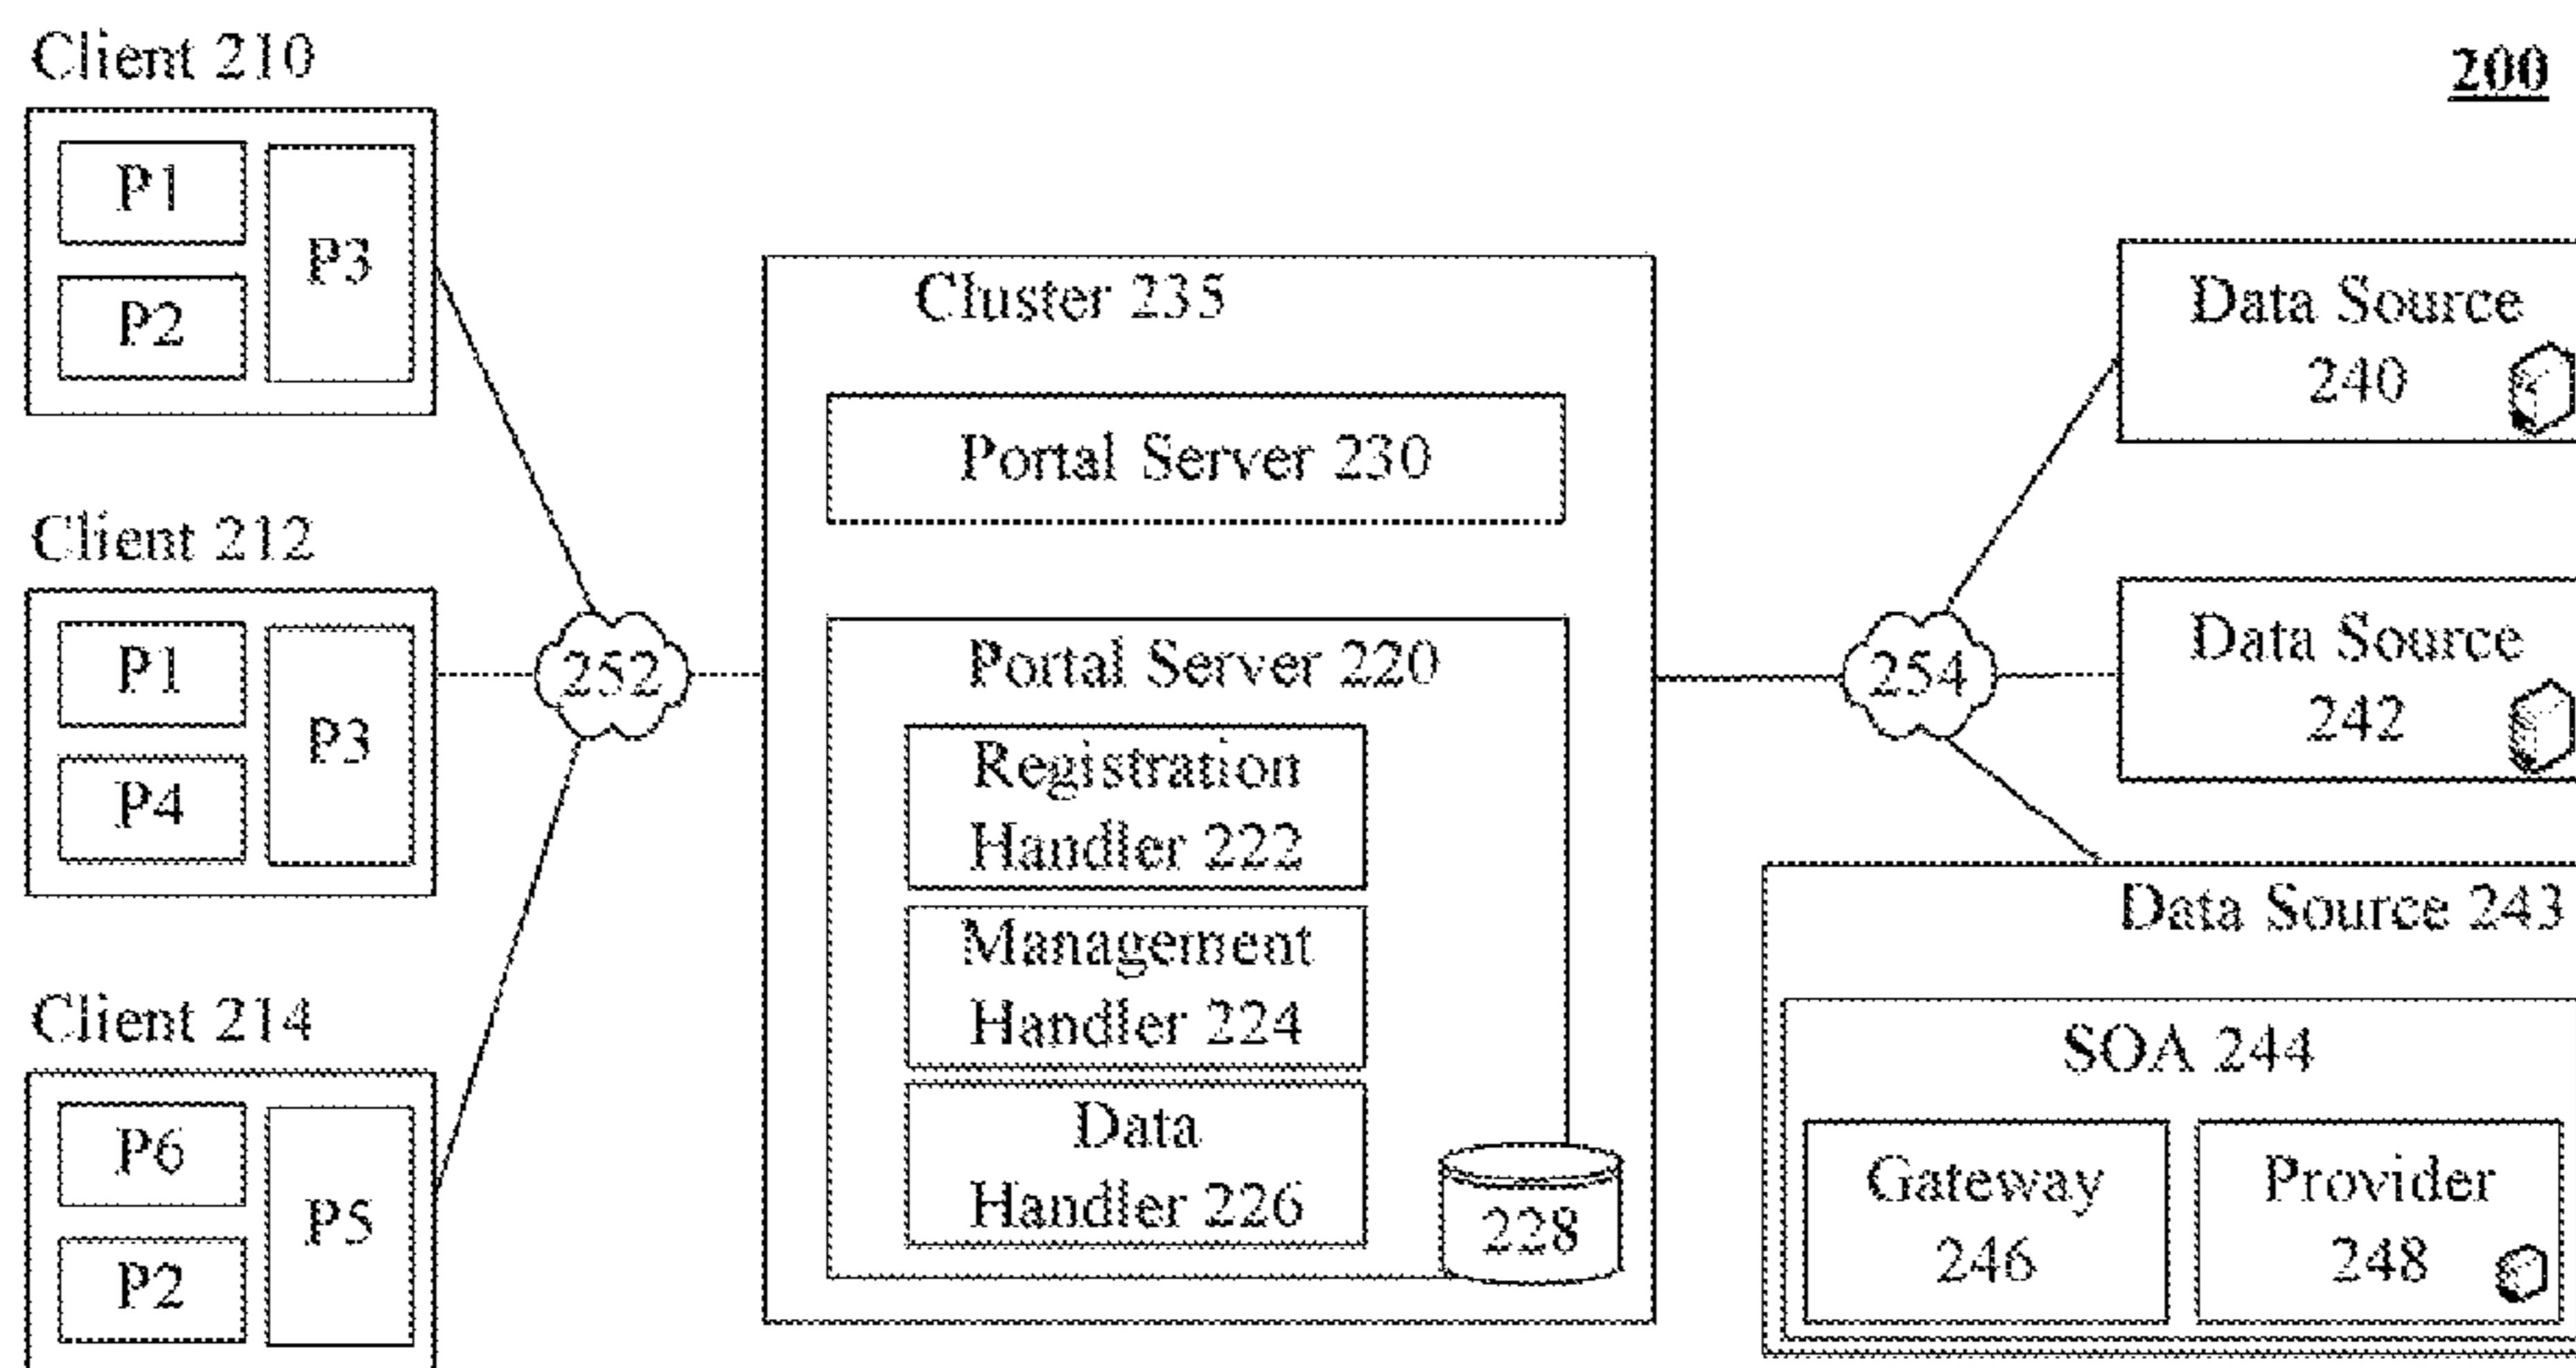 200
Client 210
P1
P2
P3
Client 212
P1
P4
P3
Client 214
P6
P2
P5
252
Cluster 235
Portal Server 230
Portal Server 220
Registration
Handler 222
Management
Handler 224
Data
Handler 226
228
254
Data Source
240
Data Source
242
Data Source 243
SOA 244
Gateway
246
Provider
248